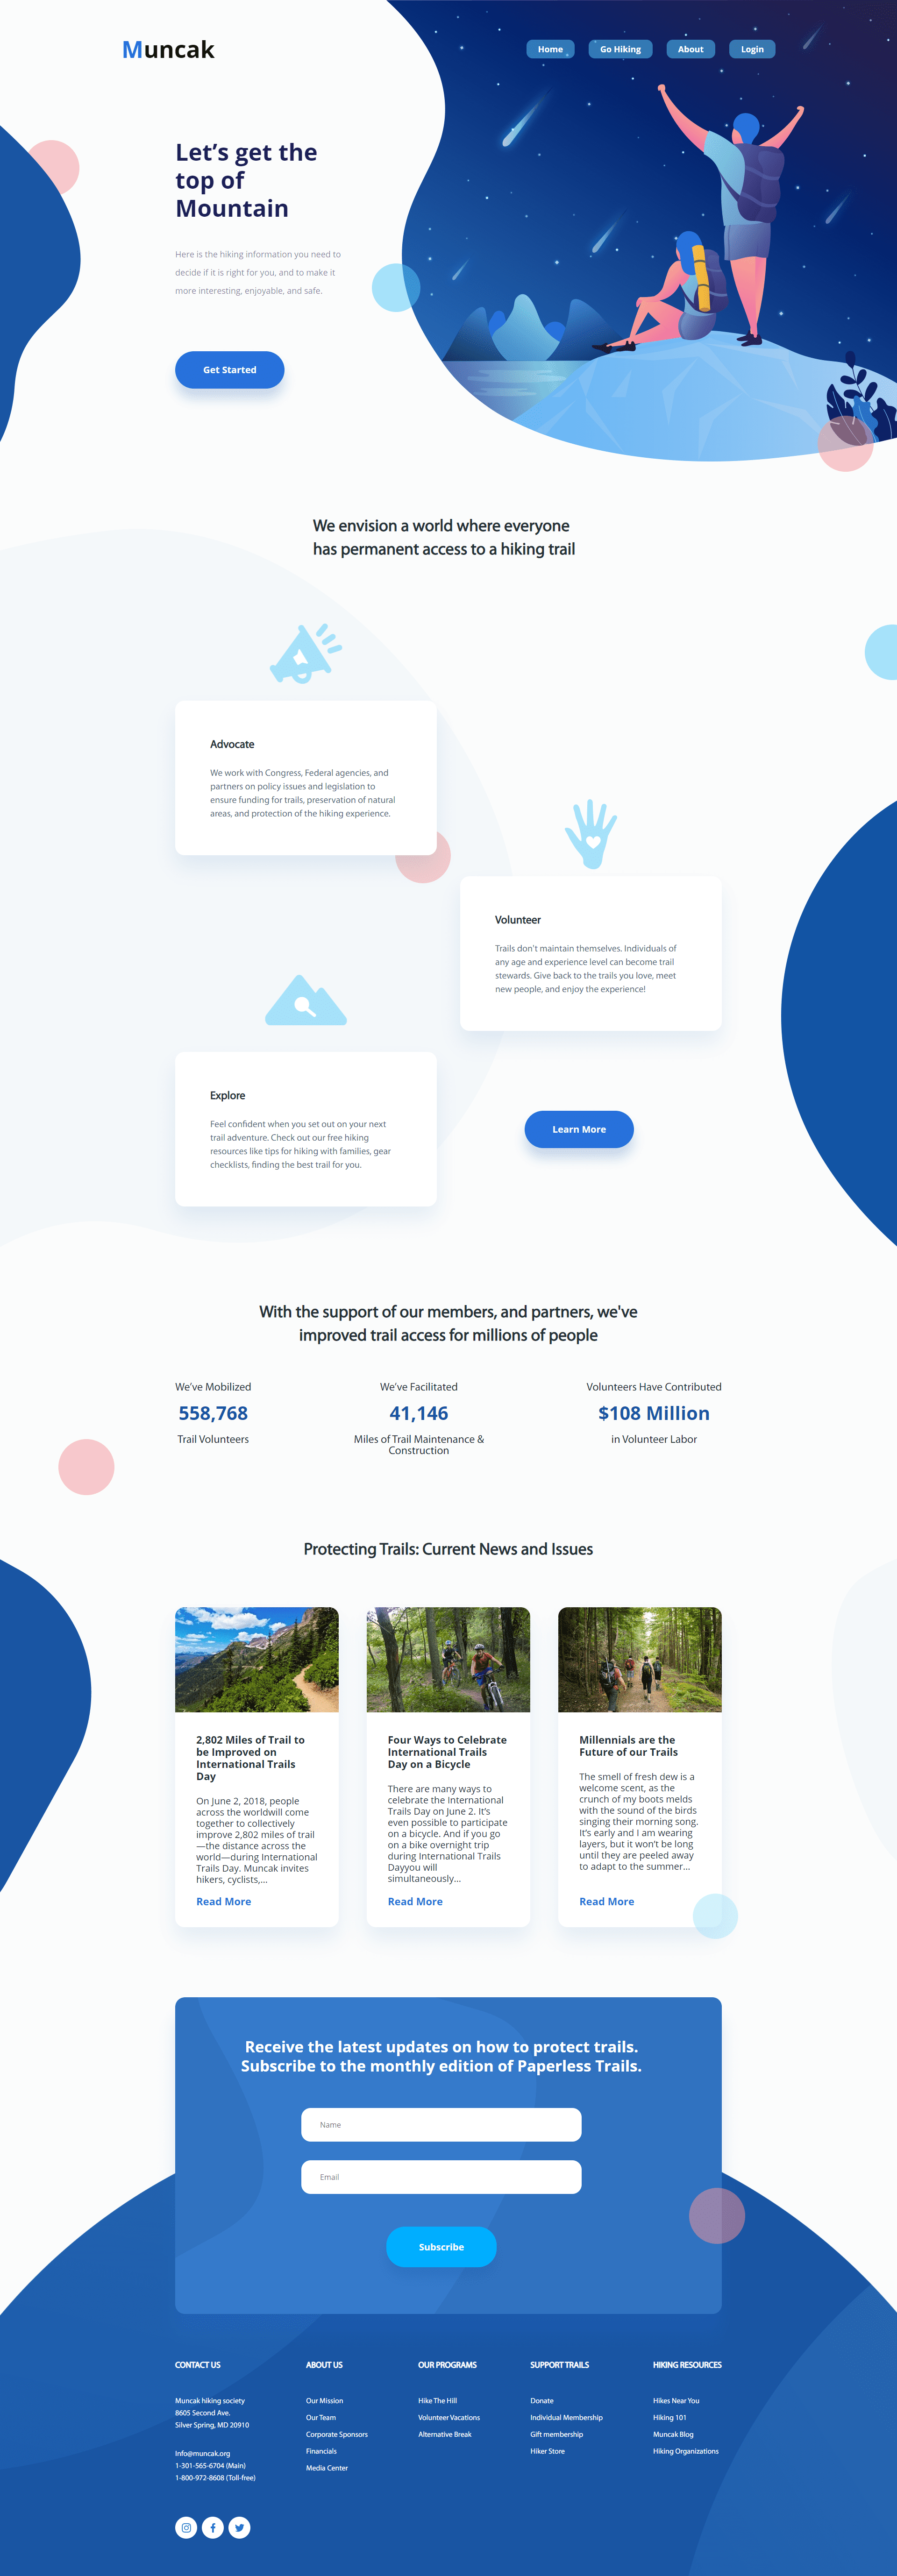 Muncak
Home
Go Hiking
About
Login
Let’s get the
top of
Mountain
Here is the hiking information you need to
decide if it is right for you, and to make it
more interesting, enjoyable, and safe.
Get Started
We envision a world where everyone
has permanent access to a hiking trail
Advocate
We work with Congress, Federal agencies, and
partners on policy issues and legislation to
ensure funding for trails, preservation of natural
areas, and protection of the hiking experience.
Volunteer
Trails don't maintain themselves. Individuals of
any age and experience level can become trail
stewards. Give back to the trails you love, meet
new people, and enjoy the experience!
Explore
Feel confident when you set out on your next
trail adventure. Check out our free hiking
resources like tips for hiking with families, gear
checklists, finding the best trail for you.
Learn More
With the support of our members, and partners, we've
improved trail access for millions of people
We’ve Mobilized
558,768
Trail Volunteers
We’ve Facilitated
41,146
Miles of Trail Maintenance &
Construction
Volunteers Have Contributed
$108 Million
in Volunteer Labor
Protecting Trails: Current News and Issues
2,802 Miles of Trail to
be Improved on
International Trails
Day
On June 2, 2018, people
across the worldwill come
together to collectively
improve 2,802 miles of trail
—the distance across the
world—during International
Trails Day. Muncak invites
hikers, cyclists,...
Read More
Four Ways to Celebrate
International Trails
Day on a Bicycle
There are many ways to
celebrate the International
Trails Day on June 2. It’s
even possible to participate
on a bicycle. And if you go
on a bike overnight trip
during International Trails
Dayyou will
simultaneously...
Read More
Millennials are the
Future of our Trails
The smell of fresh dew is a
welcome scent, as the
crunch of my boots melds
with the sound of the birds
singing their morning song.
It’s early and I am wearing
layers, but it won’t be long
until they are peeled away
to adapt to the summer...
Read More
Receive the latest updates on how to protect trails.
Subscribe to the monthly edition of Paperless Trails.
Name
Email
Subscribe
CONTACT US
Muncak hiking society
8605 Second Ave.
Silver Spring, MD 20910
Info@muncak.org
1-301-565-6704 (Main)
1-800-972-8608 (Toll-free)
ABOUT US
Our Mission
Our Team
Corporate Sponsors
Financials
Media Center
OUR PROGRAMS
Hike The Hill
Volunteer Vacations
Alternative Break
SUPPORT TRAILS
Donate
Individual Membership
Gift membership
Hiker Store
HIKING RESOURCES
Hikes Near You
Hiking 101
Muncak Blog
Hiking Organizations